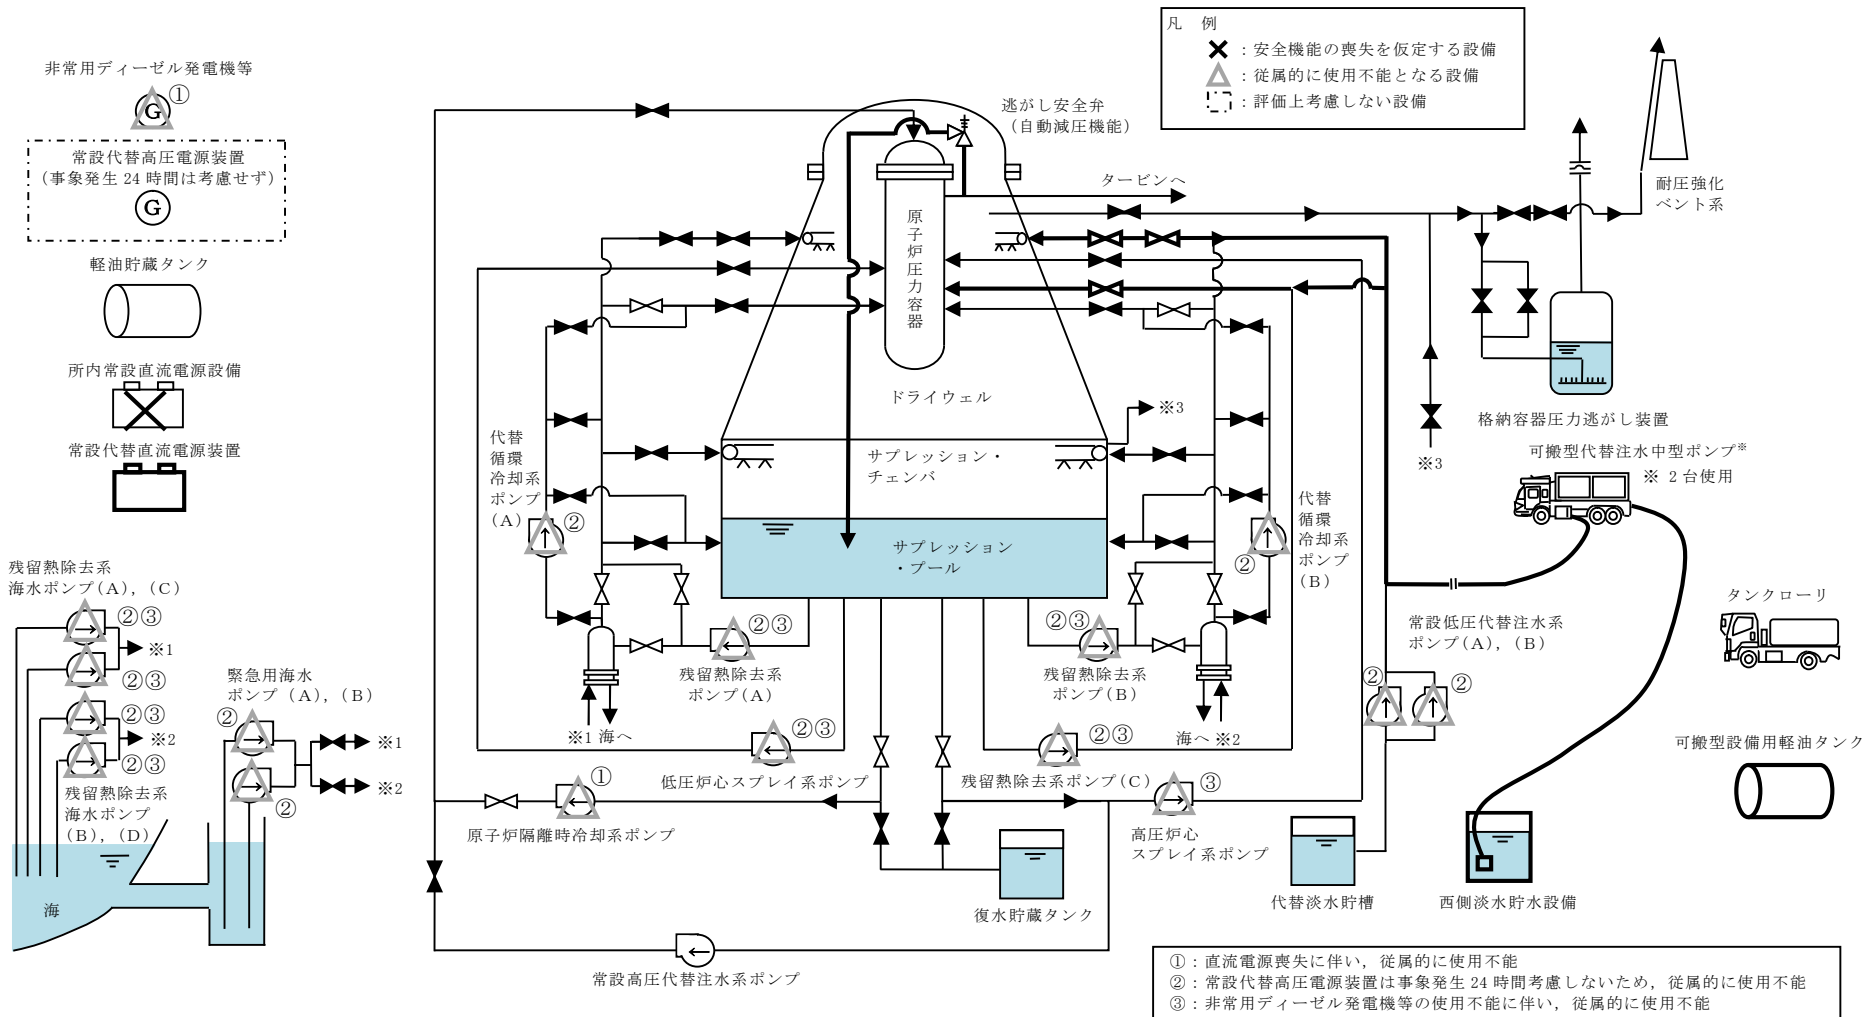 凡 例
：安全機能の喪失を仮定する設備
：従属的に使用不能となる設備
：評価上考慮しない設備
非常用ディーゼル発電機等
①
G
常設代替高圧電源装置
（事象発生 24 時間は考慮せず）
G
軽油貯蔵タンク
所内常設直流電源設備
常設代替直流電源装置
逃がし安全弁
（自動減圧機能）
タービンへ
耐圧強化
ベント系
原子炉圧力容器
ドライウェル
※3
※3
格納容器圧力逃がし装置
可搬型代替注水中型ポンプ※
※ 2 台使用
代替
循環
冷却系
ポンプ
（A）
②
サプレッション・
チェンバ
サプレッション
・プール
代替
循環
冷却系
ポンプ
（B）
②
残留熱除去系
海水ポンプ（A），（C）
②③
※1
②③
②③
※2
②③
残留熱除去系
海水ポンプ
（B），（D）
緊急用海水
ポンプ（A），（B）
②
※1
※2
②
海
②③
残留熱除去系
ポンプ（A）
※1 海へ
②③
低圧炉心スプレイ系ポンプ
①
原子炉隔離時冷却系ポンプ
②③
残留熱除去系
ポンプ（B）
海へ ※2
②③
残留熱除去系ポンプ（C）
③
高圧炉心
スプレイ系ポンプ
常設低圧代替注水系
ポンプ（A），（B）
②
②
タンクローリ
可搬型設備用軽油タンク
復水貯蔵タンク
代替淡水貯槽
西側淡水貯水設備
常設高圧代替注水系ポンプ
①：直流電源喪失に伴い，従属的に使用不能
②：常設代替高圧電源装置は事象発生 24 時間考慮しないため，従属的に使用不能
③：非常用ディーゼル発電機等の使用不能に伴い，従属的に使用不能